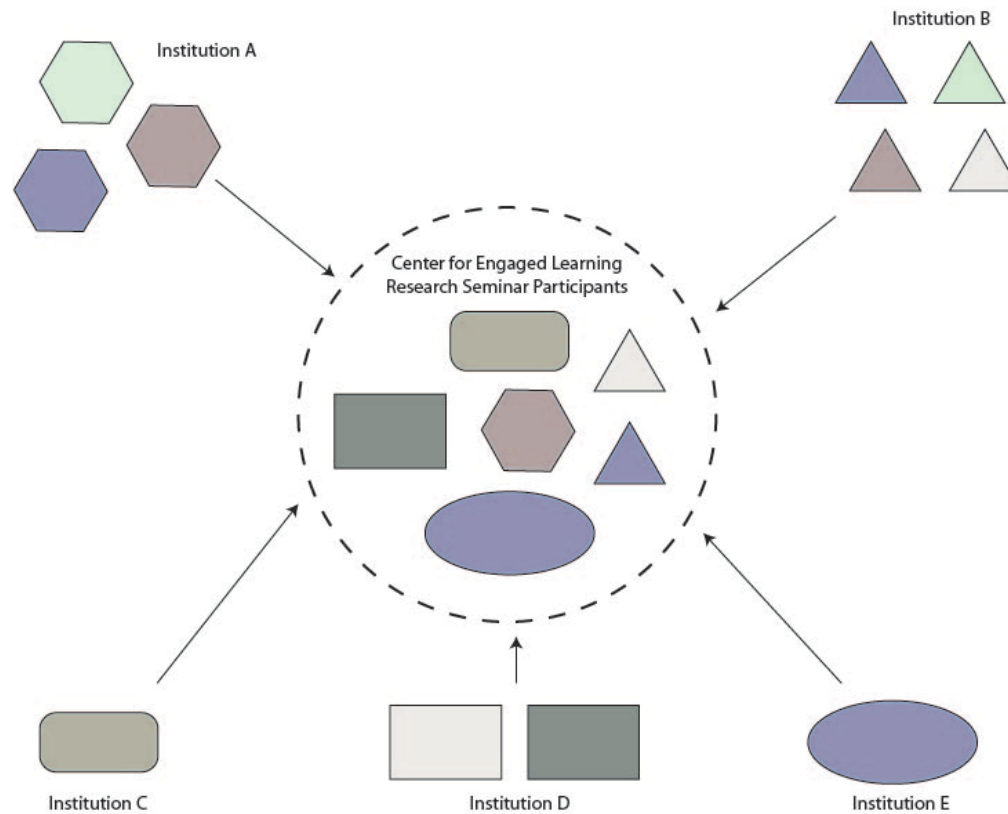 Institution A
Institution B
Center for Engaged Learning
Research Seminar Participants
Institution C
Institution D
Institution E